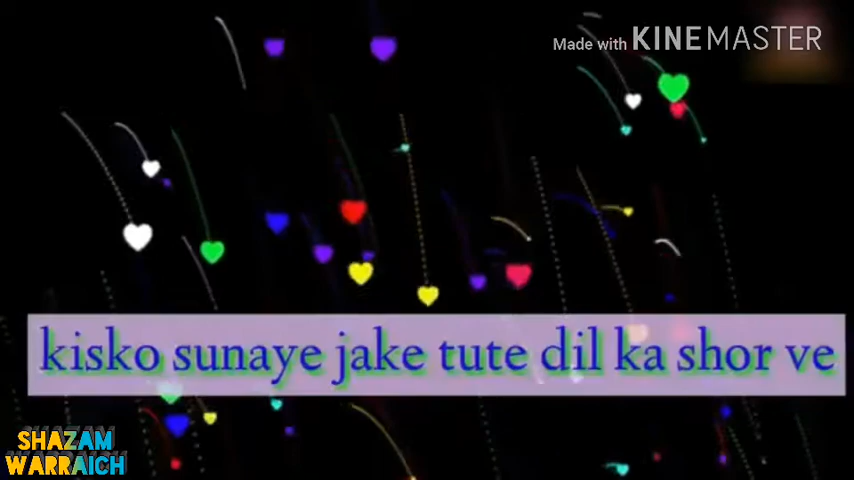 Made with KINEMASTER
kisko sunaye jake tute dil ka shor ve
SHAZAM
WARRAICH